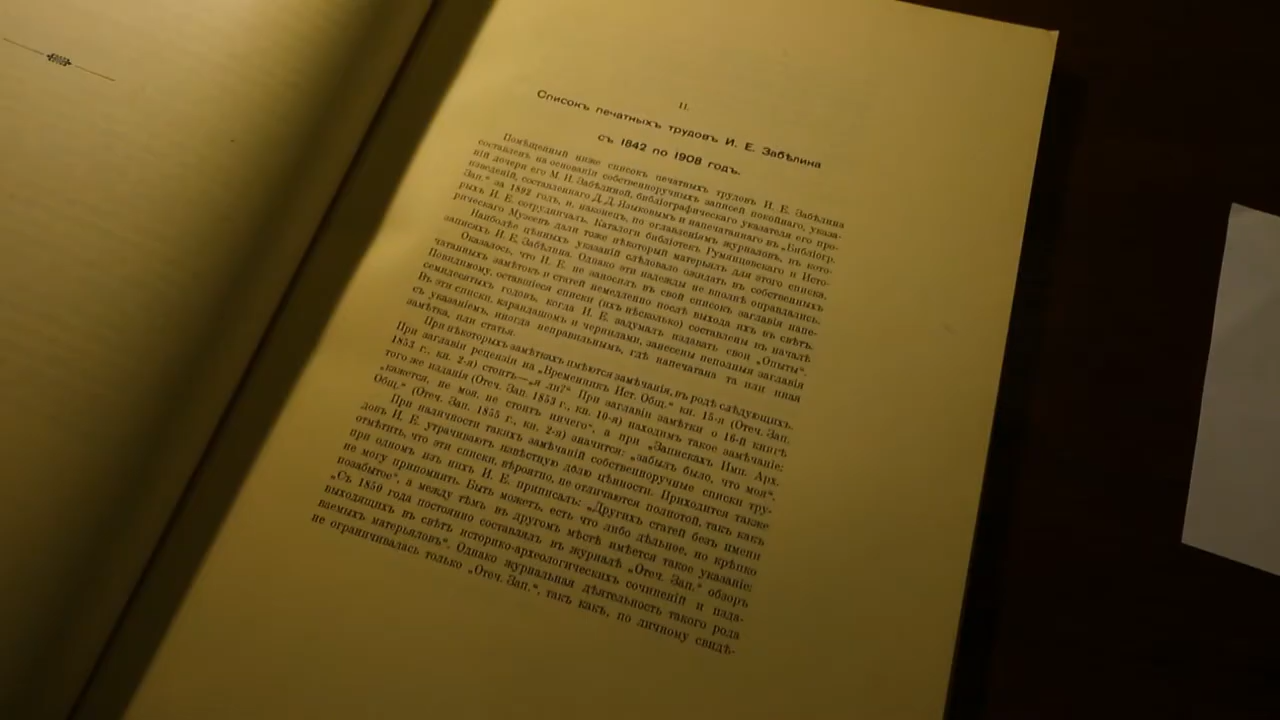 II.
Списокъ печатныхъ трудовъ И. Е. Забѣлина
съ 1842 по 1908 годъ.
Помѣщенный ниже списокъ печатныхъ трудовъ И. Е. Забѣлина
составленъ на основаніи собственноручныхъ записей покойнаго, указа-
ній дочери его М. И. Забѣлиной, библіографическаго указателя его про-
изведеній, составленнаго Д. Д. Языковымъ и напечатаннаго въ „Библіогр.
Зап.“ за 1892 годъ, и, наконецъ, по оглавленіямъ журналовъ, въ кото-
рыхъ И. Е. сотрудничалъ. Каталоги библіотекъ Румянцовскаго и Исто-
рическаго Музеевъ дали тоже нѣкоторый матерьялъ для этого списка.
Наиболѣе цѣнныхъ указаній слѣдовало ожидать въ собственныхъ
записяхъ И. Е. Забѣлина. Однако эти надежды не вполнѣ оправдались.
Оказалось, что И. Е. не заносилъ въ свой списокъ заглавія напе-
чатанныхъ замѣтокъ и статей немедленно послѣ выхода ихъ въ свѣтъ.
Повидимому, оставшіеся списки (ихъ нѣсколько) составлены въ началѣ
семидесятыхъ годовъ, когда И. Е. задумалъ издавать свои „Опыты“.
Въ эти списки, карандашомъ и чернилами, занесены неполныя заглавія
съ указаніемъ, иногда неправильнымъ, гдѣ напечатана та или иная
замѣтка, или статья.
При нѣкоторыхъ замѣткахъ имѣются замѣчанія, въ родѣ слѣдующихъ.
При заглавіи рецензіи на „Временникъ Ист. Общ.“ кн. 15-я (Отеч. Зап.
1853 г., кн. 2-я) стоитъ—„я ли?“ При заглавіи замѣтки о 16-й книгѣ
того же изданія (Отеч. Зап. 1853 г., кн. 10-я) находимъ такое замѣчаніе:
„кажется, не моя, не стоитъ ничего“, а при „Запискахъ Имп. Арх.
Общ.“ (Отеч. Зап. 1855 г., кн. 2-я) значится: „забылъ было, что моя“.
При наличности такихъ замѣчаній собственноручные списки тру-
довъ И. Е. утрачиваютъ извѣстную долю цѣнности. Приходится также
отмѣтить, что эти списки, вѣроятно, не отличаются полнотой, такъ какъ
при одномъ изъ нихъ И. Е. приписалъ: „Другихъ статей безъ имени
не могу припомнить. Быть можетъ, есть что либо дѣльное, но крѣпко
позабытое“, а между тѣмъ въ другомъ мѣстѣ имѣется такое указаніе:
„Съ 1850 года постоянно составлялъ въ журналѣ „Отеч. Зап.“ обзоръ
выходящихъ въ свѣтъ историко-археологическихъ сочиненій и изда-
ваемыхъ матерьяловъ“. Однако журнальная дѣятельность такого рода
не ограничивалась только „Отеч. Зап.“, такъ какъ, по личному свидѣ-